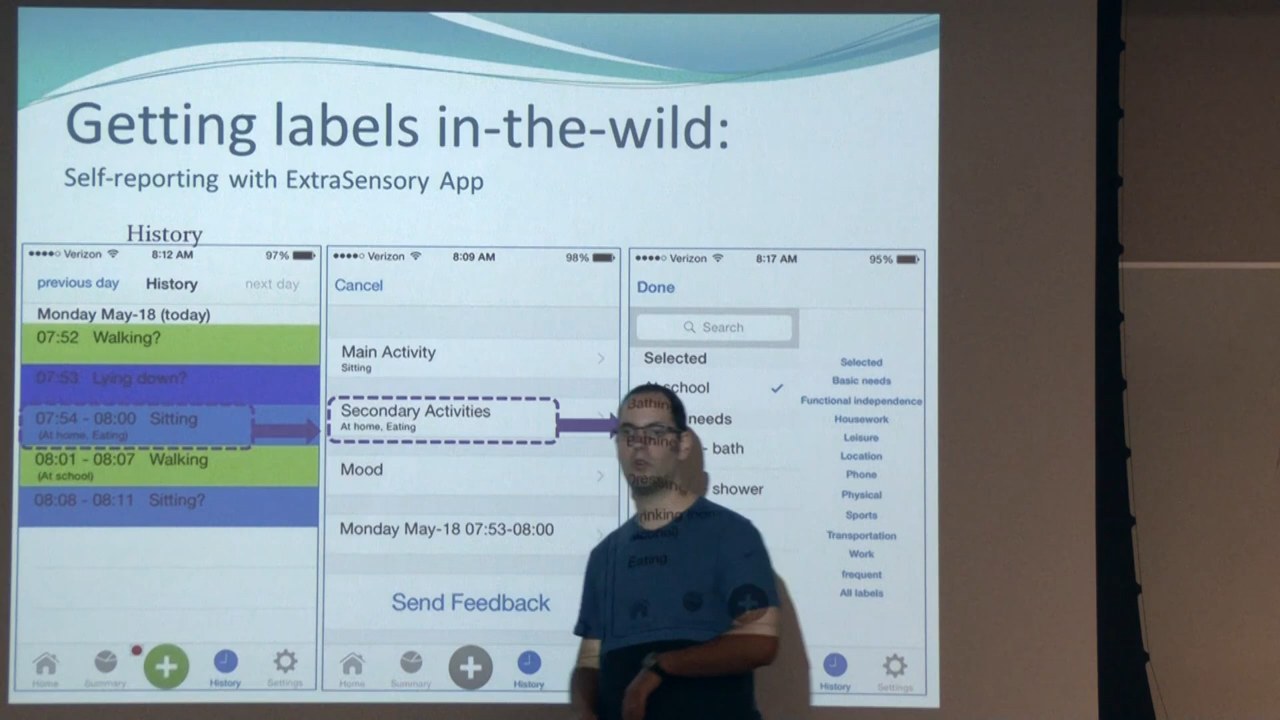 Getting labels in-the-wild:
Self-reporting with ExtraSensory App
History
Verizon 8:12 AM 97%
previous day History next day
Monday May-18 (today)
07:52 Walking?
07:53 Lying down?
07:54 - 08:00 Sitting
(At home, Eating)
08:01 - 08:07 Walking
(At school)
08:08 - 08:11 Sitting?
Home Summary History Settings
Verizon 8:09 AM 98%
Cancel
Main Activity
Sitting
Secondary Activities
At home, Eating
Mood
Monday May-18 07:53-08:00
Send Feedback
Home Summary History
Verizon 8:17 AM 95%
Done
Search
Selected
At school
needs
- bath
shower
Eating
Selected
Basic needs
Functional independence
Housework
Leisure
Location
Phone
Physical
Sports
Transportation
Work
frequent
All labels
History Settings